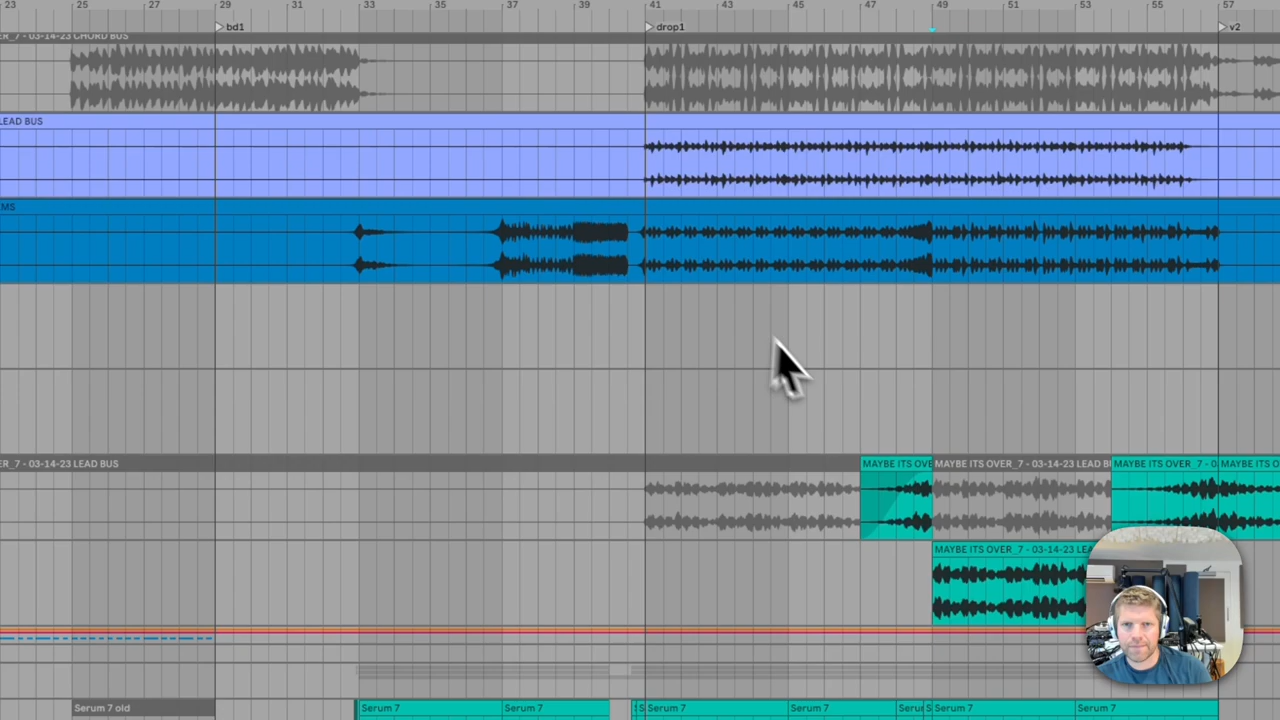 23 25 27 29 31 33 35 37 39 41 43 45 47 49 51 53 55 57
bd1 drop1 v2
ER_7 - 03-14-23 CHORD BUS
LEAD BUS
MS
ER_7 - 03-14-23 LEAD BUS MAYBE ITS OVE MAYBE ITS OVER_7 - 03-14-23 LEAD B MAYBE ITS OVER_7 - 0 MAYBE ITS O
MAYBE ITS OVER_7 - 03-14-23 LEA
Serum 7 old Serum 7 Serum 7 S Serum 7 Serum 7 Serum S Serum 7 Serum 7